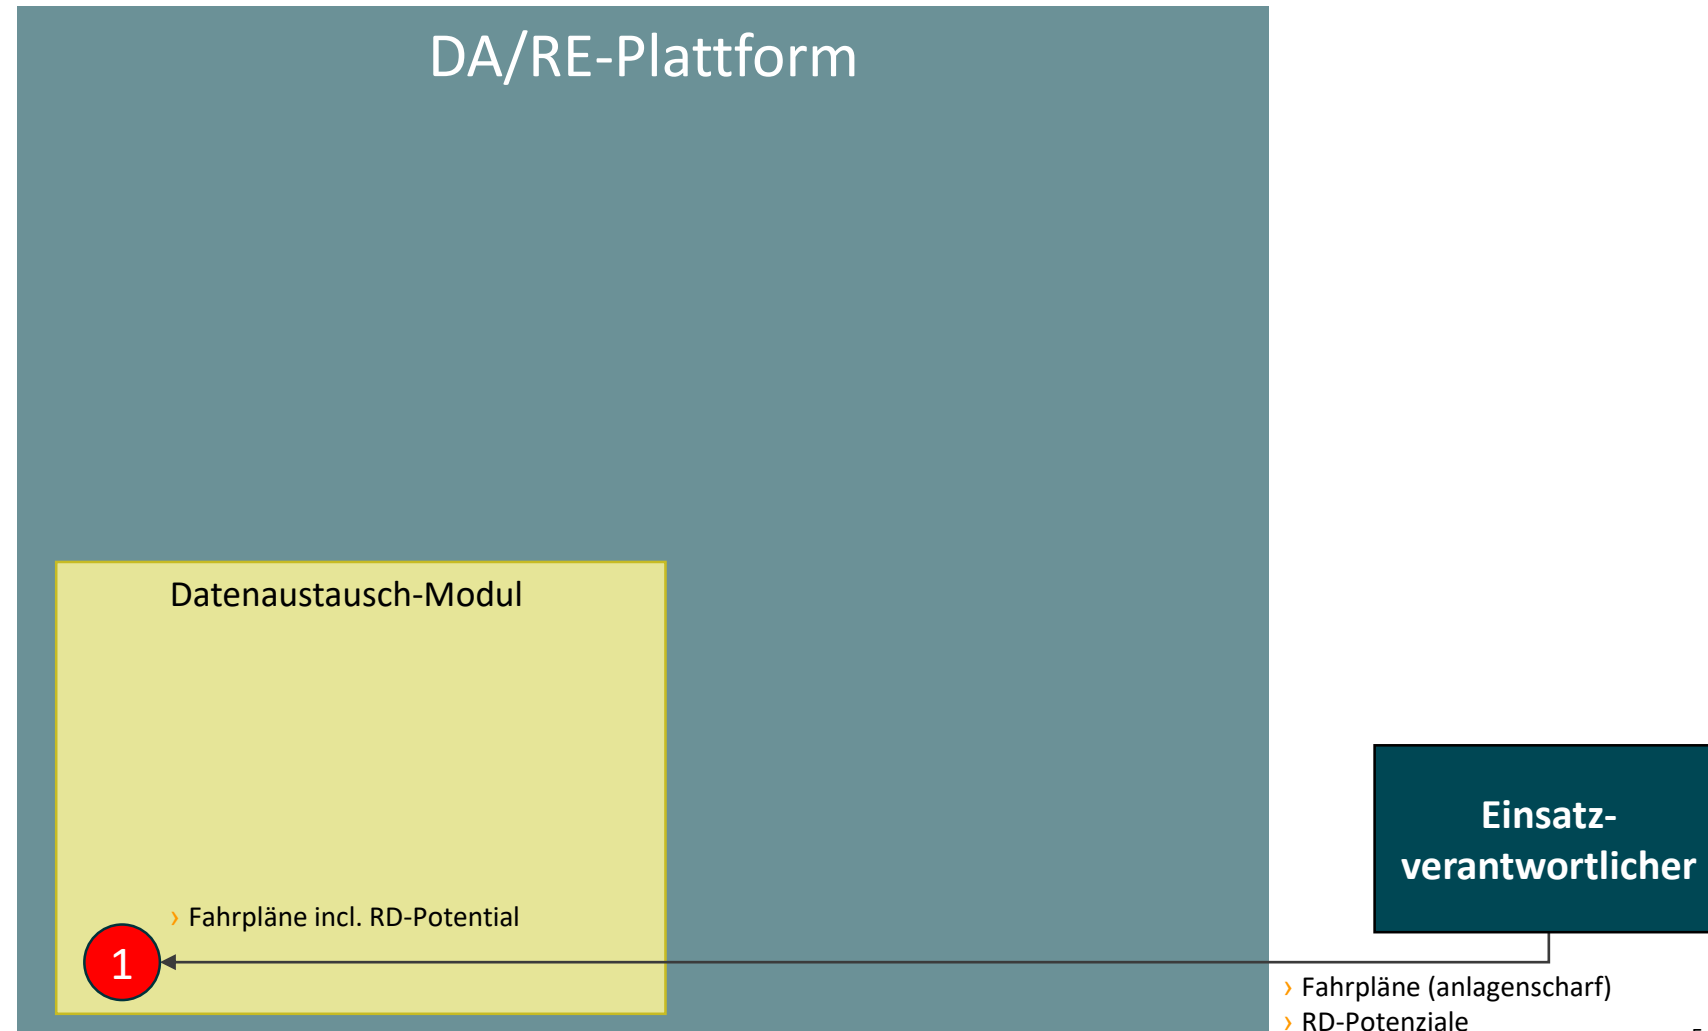 DA/RE-Plattform
Datenaustausch-Modul
› Fahrpläne incl. RD-Potential
1
Einsatz-
verantwortlicher
› Fahrpläne (anlagenscharf)
› RD-Potenziale